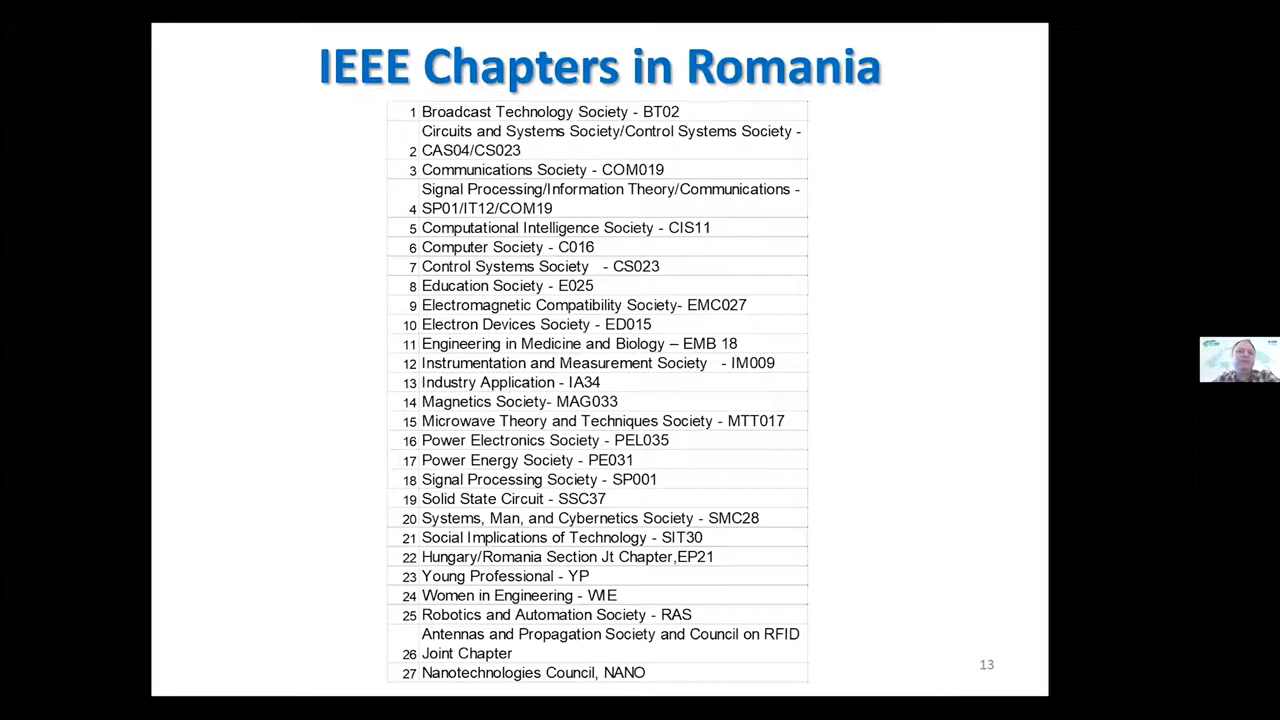 IEEE Chapters in Romania
1 Broadcast Technology Society - BT02
Circuits and Systems Society/Control Systems Society -
2 CAS04/CS023
3 Communications Society - COM019
Signal Processing/Information Theory/Communications -
4 SP01/IT12/COM19
5 Computational Intelligence Society - CIS11
6 Computer Society - C016
7 Control Systems Society - CS023
8 Education Society - E025
9 Electromagnetic Compatibility Society- EMC027
10 Electron Devices Society - ED015
11 Engineering in Medicine and Biology – EMB 18
12 Instrumentation and Measurement Society - IM009
13 Industry Application - IA34
14 Magnetics Society- MAG033
15 Microwave Theory and Techniques Society - MTT017
16 Power Electronics Society - PEL035
17 Power Energy Society - PE031
18 Signal Processing Society - SP001
19 Solid State Circuit - SSC37
20 Systems, Man, and Cybernetics Society - SMC28
21 Social Implications of Technology - SIT30
22 Hungary/Romania Section Jt Chapter,EP21
23 Young Professional - YP
24 Women in Engineering - WIE
25 Robotics and Automation Society - RAS
Antennas and Propagation Society and Council on RFID
26 Joint Chapter
27 Nanotechnologies Council, NANO
13